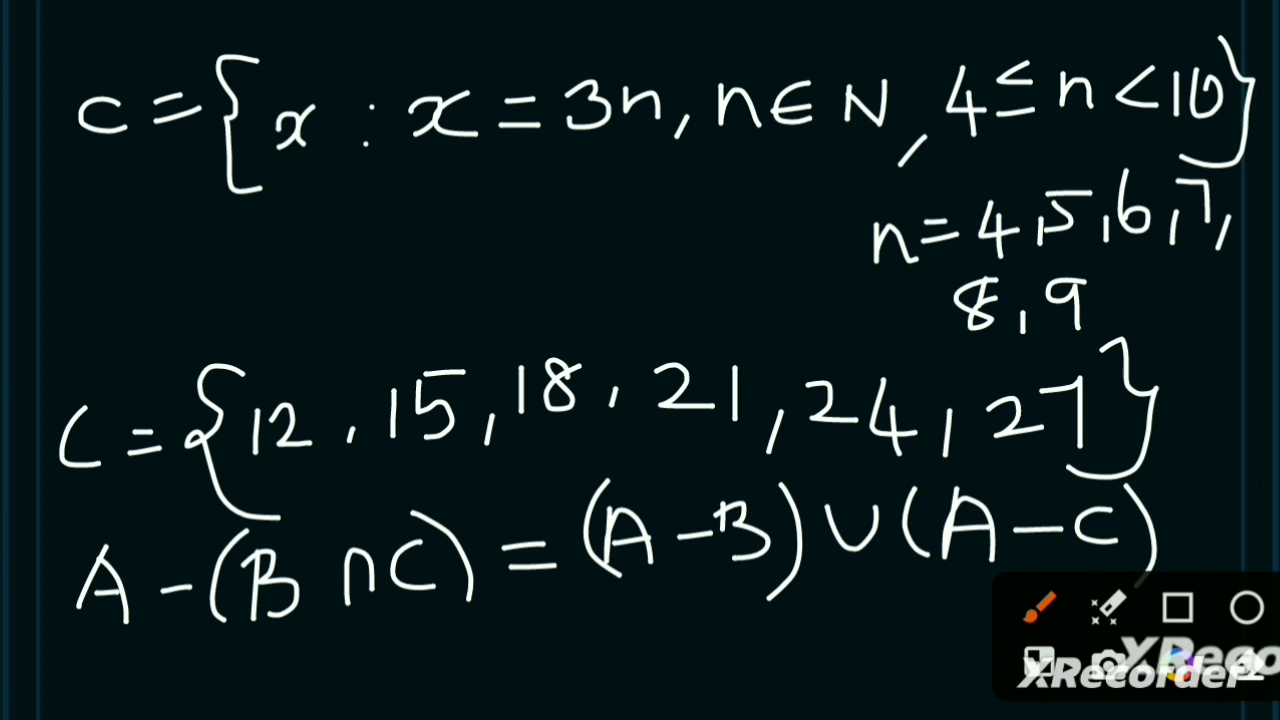 C = {x : x = 3n, n ∈ N, 4 ≤ n < 10}
n = 4, 5, 6, 7,
8, 9
C = {12, 15, 18, 21, 24, 27}
A - (B ∩ C) = (A - B) ∪ (A - C)
XRecorder